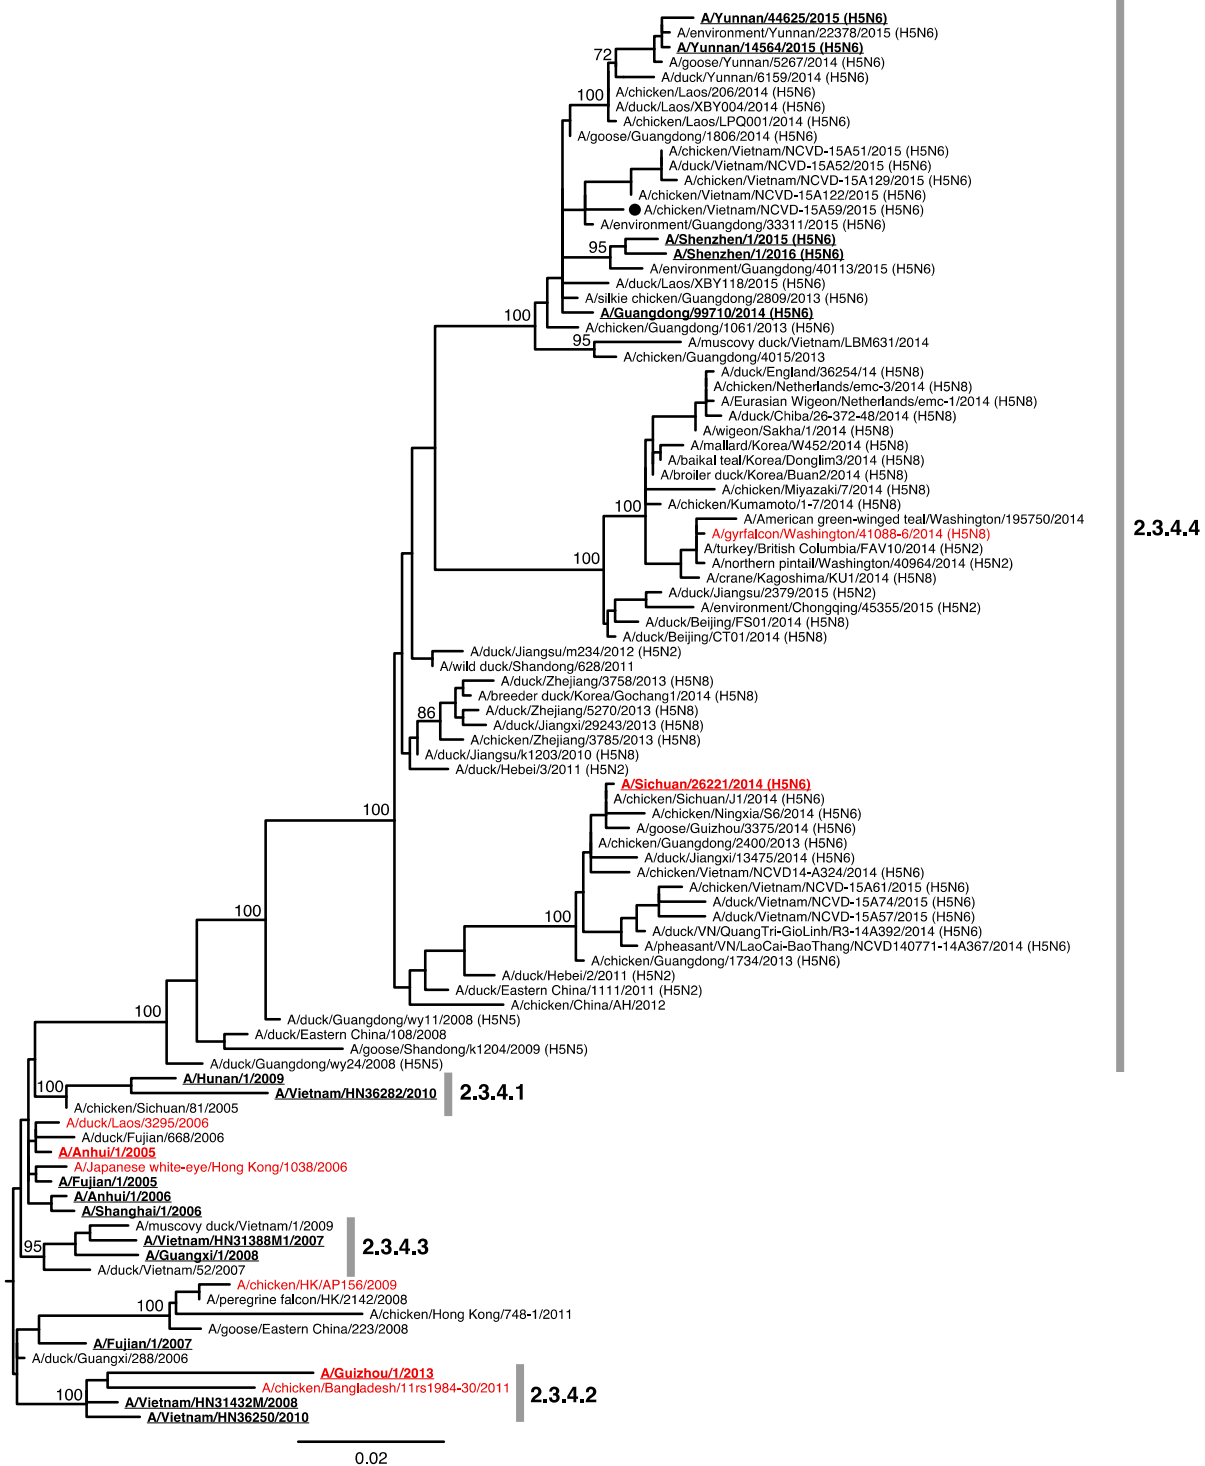 A/Yunnan/44625/2015 (H5N6)
A/environment/Yunnan/22378/2015 (H5N6)
A/Yunnan/14564/2015 (H5N6)
72
A/goose/Yunnan/5267/2014 (H5N6)
A/duck/Yunnan/6159/2014 (H5N6)
100
A/chicken/Laos/206/2014 (H5N6)
A/duck/Laos/XBY004/2014 (H5N6)
A/chicken/Laos/LPQ001/2014 (H5N6)
A/goose/Guangdong/1806/2014 (H5N6)
A/chicken/Vietnam/NCVD-15A51/2015 (H5N6)
A/duck/Vietnam/NCVD-15A52/2015 (H5N6)
A/chicken/Vietnam/NCVD-15A129/2015 (H5N6)
A/chicken/Vietnam/NCVD-15A122/2015 (H5N6)
A/chicken/Vietnam/NCVD-15A59/2015 (H5N6)
A/environment/Guangdong/33311/2015 (H5N6)
A/Shenzhen/1/2015 (H5N6)
95
A/Shenzhen/1/2016 (H5N6)
A/environment/Guangdong/40113/2015 (H5N6)
A/duck/Laos/XBY118/2015 (H5N6)
A/silkie chicken/Guangdong/2809/2013 (H5N6)
100
A/Guangdong/99710/2014 (H5N6)
A/chicken/Guangdong/1061/2013 (H5N6)
95
A/muscovy duck/Vietnam/LBM631/2014
A/chicken/Guangdong/4015/2013
A/duck/England/36254/14 (H5N8)
A/chicken/Netherlands/emc-3/2014 (H5N8)
A/Eurasian Wigeon/Netherlands/emc-1/2014 (H5N8)
A/duck/Chiba/26-372-48/2014 (H5N8)
A/wigeon/Sakha/1/2014 (H5N8)
A/mallard/Korea/W452/2014 (H5N8)
A/baikal teal/Korea/Donglim3/2014 (H5N8)
A/broiler duck/Korea/Buan2/2014 (H5N8)
A/chicken/Miyazaki/7/2014 (H5N8)
100
A/chicken/Kumamoto/1-7/2014 (H5N8)
A/American green-winged teal/Washington/195750/2014
2.3.4.4
A/gyrfalcon/Washington/41088-6/2014 (H5N8)
A/turkey/British Columbia/FAV10/2014 (H5N2)
100
A/northern pintail/Washington/40964/2014 (H5N2)
A/crane/Kagoshima/KU1/2014 (H5N8)
A/duck/Jiangsu/2379/2015 (H5N2)
A/environment/Chongqing/45355/2015 (H5N2)
A/duck/Beijing/FS01/2014 (H5N8)
A/duck/Beijing/CT01/2014 (H5N8)
A/duck/Jiangsu/m234/2012 (H5N2)
A/wild duck/Shandong/628/2011
A/duck/Zhejiang/3758/2013 (H5N8)
A/breeder duck/Korea/Gochang1/2014 (H5N8)
86
A/duck/Zhejiang/5270/2013 (H5N8)
A/duck/Jiangxi/29243/2013 (H5N8)
A/chicken/Zhejiang/3785/2013 (H5N8)
A/duck/Jiangsu/k1203/2010 (H5N8)
A/duck/Hebei/3/2011 (H5N2)
A/Sichuan/26221/2014 (H5N6)
A/chicken/Sichuan/J1/2014 (H5N6)
100
A/chicken/Ningxia/S6/2014 (H5N6)
A/goose/Guizhou/3375/2014 (H5N6)
A/chicken/Guangdong/2400/2013 (H5N6)
A/duck/Jiangxi/13475/2014 (H5N6)
A/chicken/Vietnam/NCVD14-A324/2014 (H5N6)
A/chicken/Vietnam/NCVD-15A61/2015 (H5N6)
A/duck/Vietnam/NCVD-15A74/2015 (H5N6)
100
100
A/duck/Vietnam/NCVD-15A57/2015 (H5N6)
A/duck/VN/QuangTri-GioLinh/R3-14A392/2014 (H5N6)
A/pheasant/VN/LaoCai-BaoThang/NCVD140771-14A367/2014 (H5N6)
A/chicken/Guangdong/1734/2013 (H5N6)
A/duck/Hebei/2/2011 (H5N2)
A/duck/Eastern China/1111/2011 (H5N2)
A/chicken/China/AH/2012
100
A/duck/Guangdong/wy11/2008 (H5N5)
A/duck/Eastern China/108/2008
A/goose/Shandong/k1204/2009 (H5N5)
A/duck/Guangdong/wy24/2008 (H5N5)
A/Hunan/1/2009
100
A/Vietnam/HN36282/2010
2.3.4.1
A/chicken/Sichuan/81/2005
A/duck/Laos/3295/2006
A/duck/Fujian/668/2006
A/Anhui/1/2005
A/Japanese white-eye/Hong Kong/1038/2006
A/Fujian/1/2005
A/Anhui/1/2006
A/Shanghai/1/2006
A/muscovy duck/Vietnam/1/2009
A/Vietnam/HN31388M1/2007
95
2.3.4.3
A/Guangxi/1/2008
A/duck/Vietnam/52/2007
A/chicken/HK/AP156/2009
A/peregrine falcon/HK/2142/2008
100
A/chicken/Hong Kong/748-1/2011
A/goose/Eastern China/223/2008
A/Fujian/1/2007
A/duck/Guangxi/288/2006
A/Guizhou/1/2013
A/chicken/Bangladesh/11rs1984-30/2011
100
2.3.4.2
A/Vietnam/HN31432M/2008
A/Vietnam/HN36250/2010
0.02